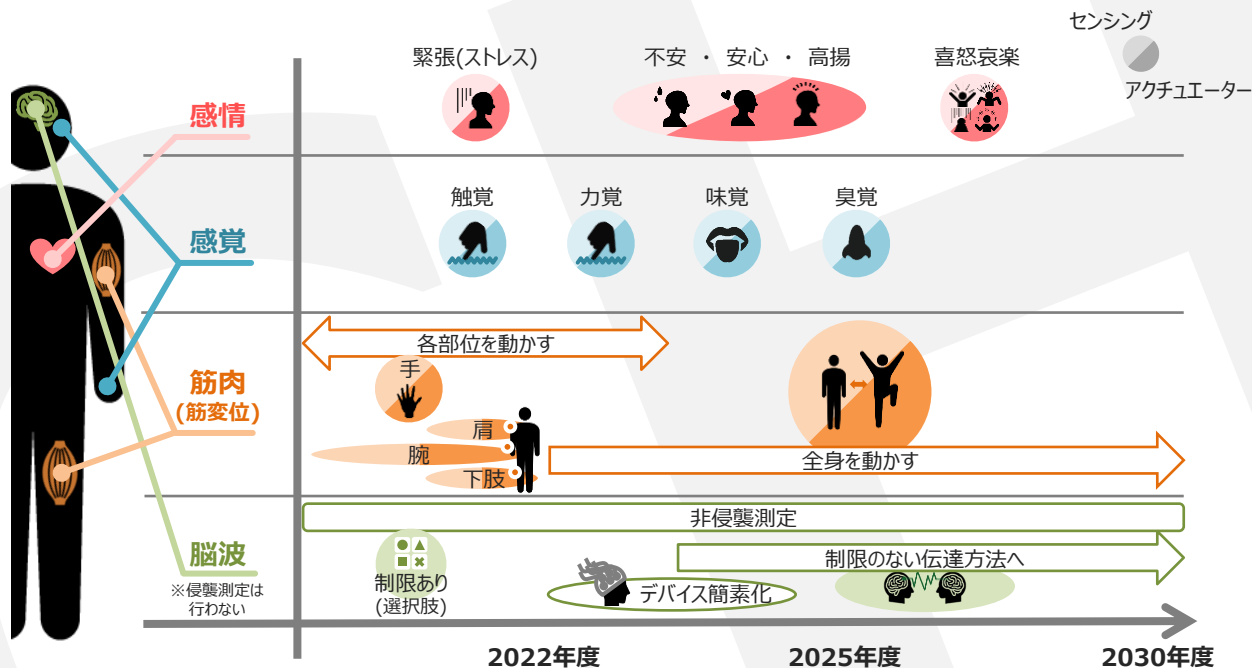 センシング
アクチュエーター
感情
緊張(ストレス)
不安 ・ 安心 ・ 高揚
喜怒哀楽
感覚
触覚
力覚
味覚
臭覚
筋肉
(筋変位)
各部位を動かす
手
肩
腕
下肢
全身を動かす
脳波
※侵襲測定は
行わない
非侵襲測定
制限のない伝達方法へ
制限あり
(選択肢)
デバイス簡素化
2022年度
2025年度
2030年度